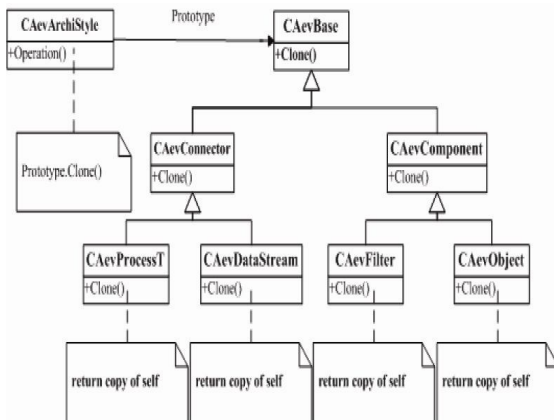 CAevArchiStyle
+Operation()
Prototype
CAevBase
+Clone()
Prototype.Clone()
CAevConnector
+Clone()
CAevComponent
+Clone()
CAevProcessT
+Clone()
CAevDataStream
+Clone()
CAevFilter
+Clone()
CAevObject
+Clone()
return copy of self
return copy of self
return copy of self
return copy of self